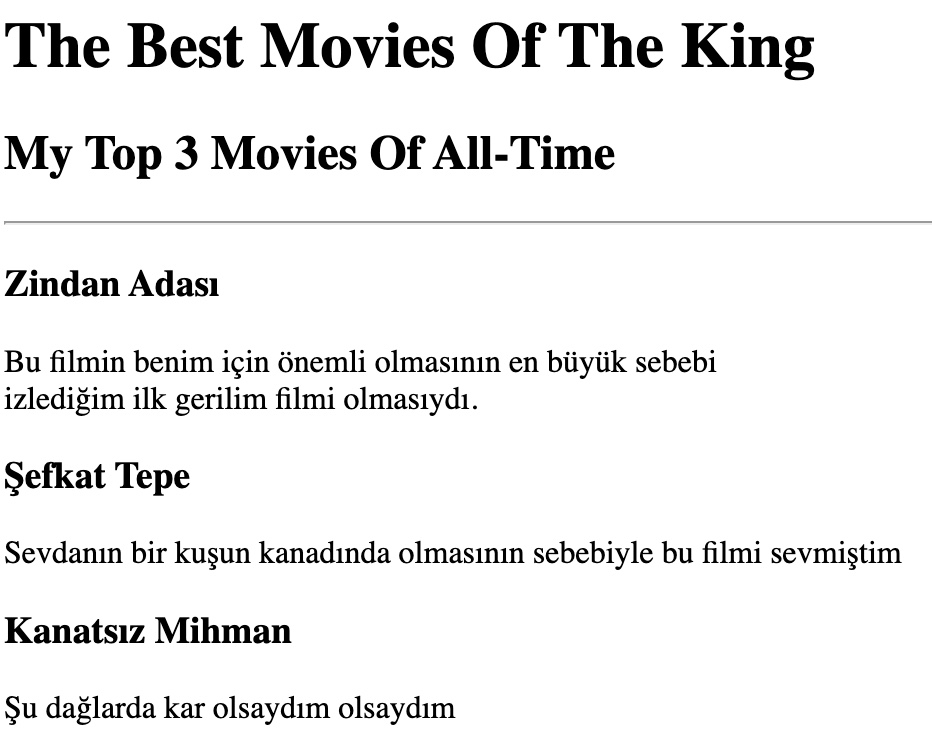 The Best Movies Of The King
My Top 3 Movies Of All-Time
Zindan Adası
Bu filmin benim için önemli olmasının en büyük sebebi
izlediğim ilk gerilim filmi olmasıydı.
Şefkat Tepe
Sevdanın bir kuşun kanadında olmasının sebebiyle bu filmi sevmiştim
Kanatsız Mihman
Şu dağlarda kar olsaydım olsaydım